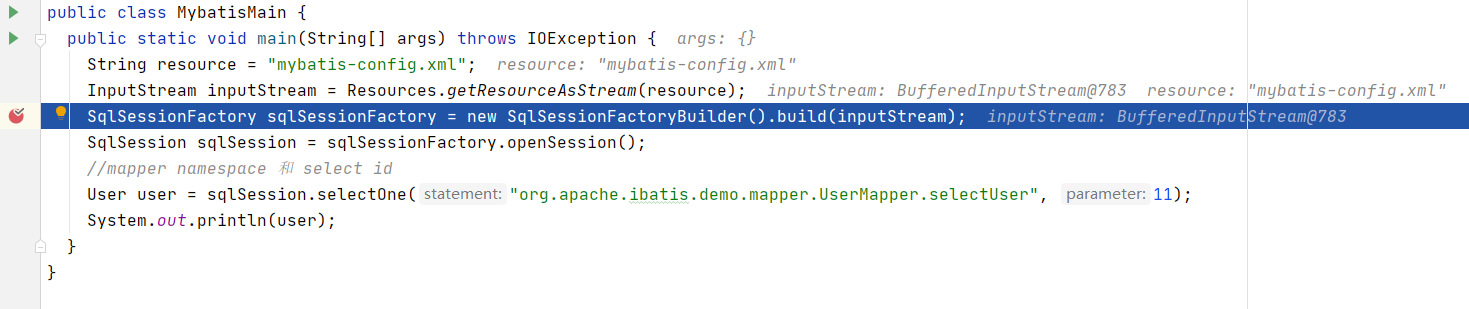 public class MybatisMain {
public static void main(String[] args) throws IOException { args: {}
String resource = "mybatis-config.xml"; resource: "mybatis-config.xml"
InputStream inputStream = Resources.getResourceAsStream(resource); inputStream: BufferedInputStream@783 resource: "mybatis-config.xml"
SqlSessionFactory sqlSessionFactory = new SqlSessionFactoryBuilder().build(inputStream); inputStream: BufferedInputStream@783
SqlSession sqlSession = sqlSessionFactory.openSession();
//mapper namespace 和 select id
User user = sqlSession.selectOne( statement: "org.apache.ibatis.demo.mapper.UserMapper.selectUser", parameter: 11);
System.out.println(user);
}
}